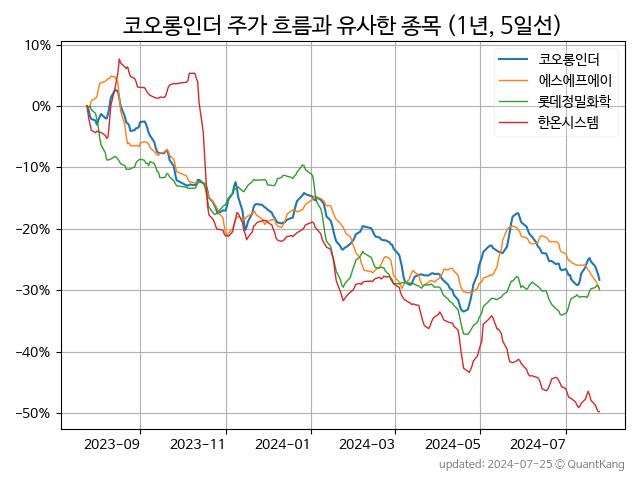 코오롱인더 주가 흐름과 유사한 종목 (1년, 5일선)
코오롱인더
에스에프에이
롯데정밀화학
한온시스템
10%
0%
−10%
−20%
−30%
−40%
−50%
2023-09
2023-11
2024-01
2024-03
2024-05
2024-07
updated: 2024-07-25 © QuantKang